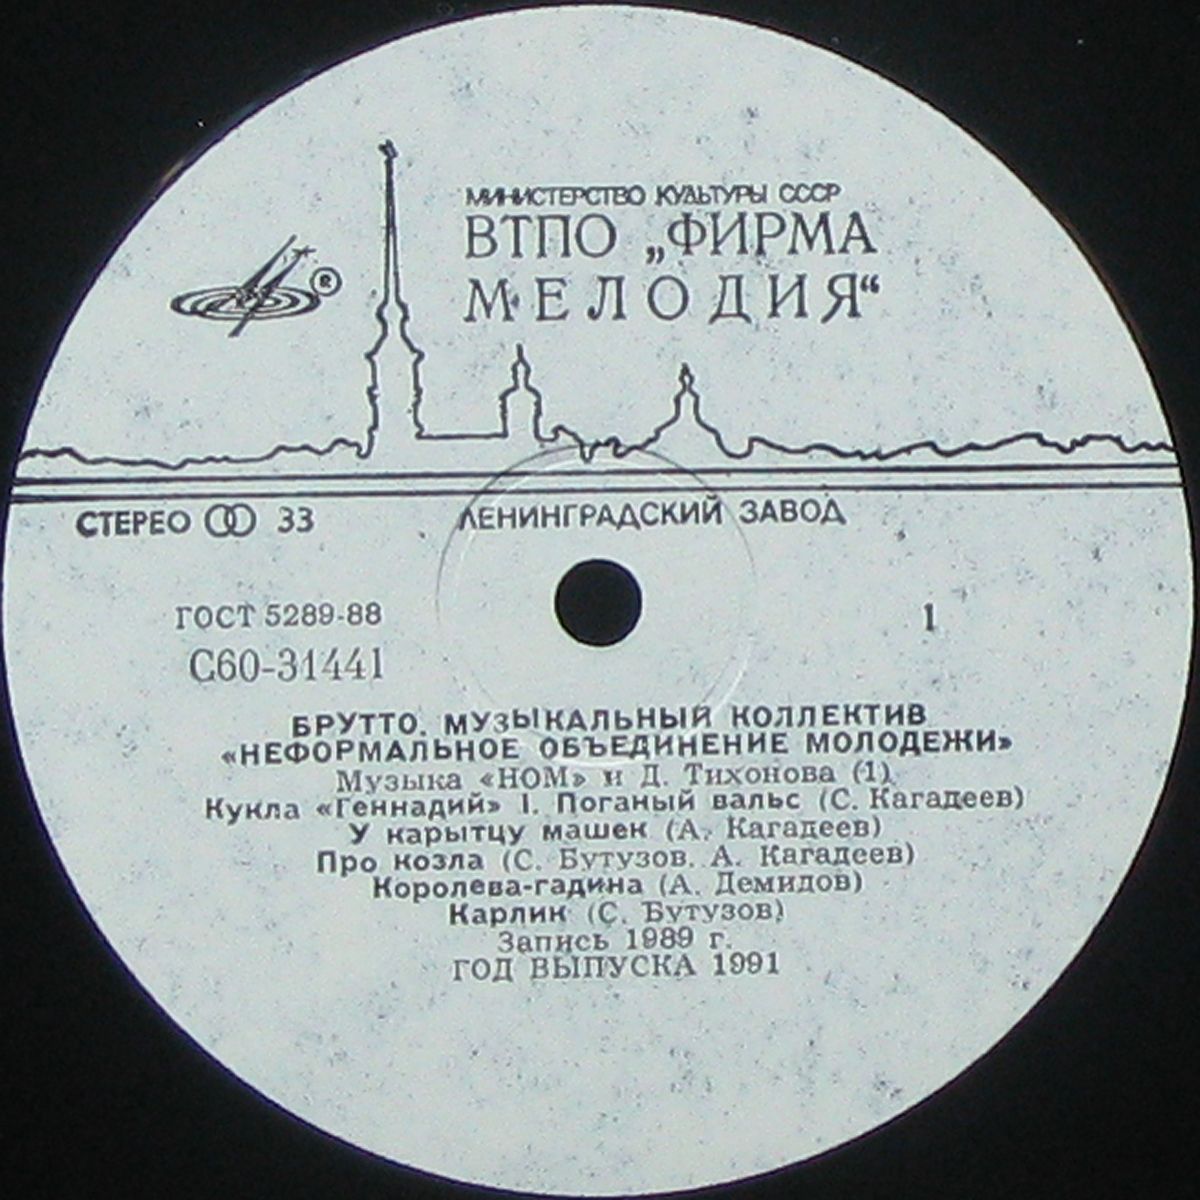 МИНИСТЕРСТВО КУЛЬТУРЫ СССР
ВТПО „ФИРМА
МЕЛОДИЯ“
®
СТЕРЕО 33
ЛЕНИНГРАДСКИЙ ЗАВОД
ГОСТ 5289-88
1
С60-31441
БРУТТО. МУЗЫКАЛЬНЫЙ КОЛЛЕКТИВ
«НЕФОРМАЛЬНОЕ ОБЪЕДИНЕНИЕ МОЛОДЕЖИ»
Музыка «НОМ» и Д. Тихонова (1)
Кукла «Геннадий» 1. Поганый вальс (С. Кагадеев)
У карытцу машек (А. Кагадеев)
Про козла (С. Бутузов. А. Кагадеев)
Королева-гадина (А. Демидов)
Карлик (С. Бутузов)
Запись 1989 г.
ГОД ВЫПУСКА 1991